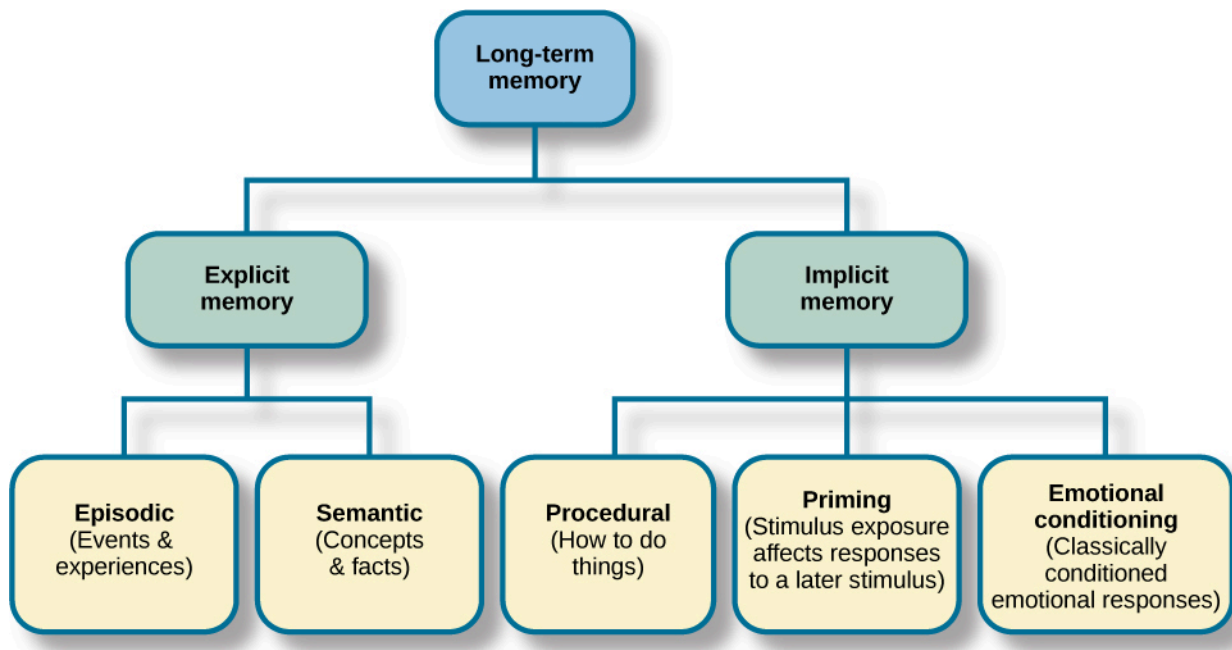 Long-term
memory
Explicit
memory
Implicit
memory
Episodic
(Events &
experiences)
Semantic
(Concepts
& facts)
Procedural
(How to do
things)
Priming
(Stimulus exposure
affects responses
to a later stimulus)
Emotional
conditioning
(Classically
conditioned
emotional responses)